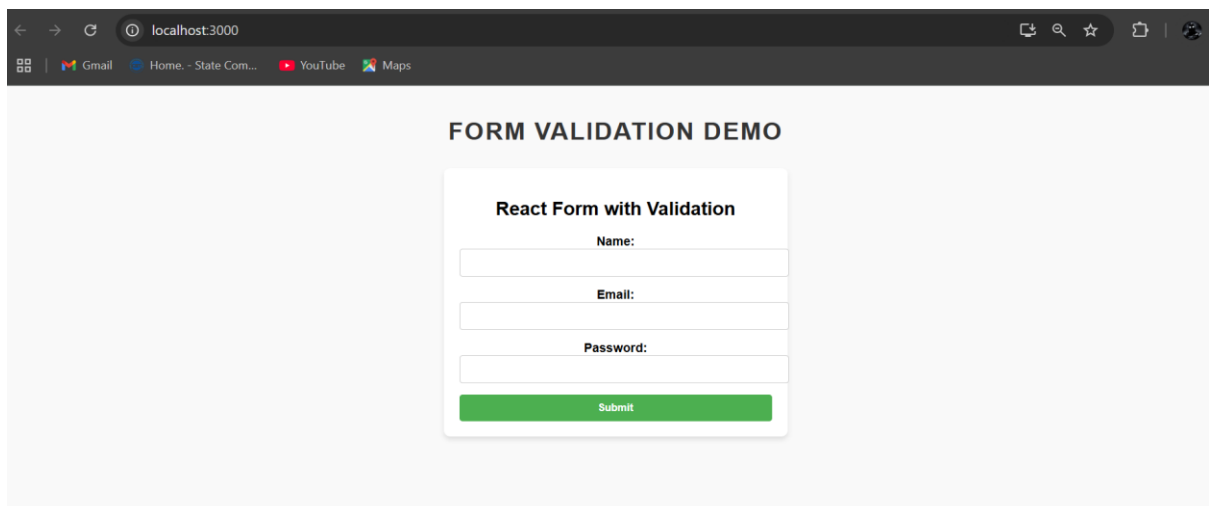 localhost:3000
Gmail Home. - State Com... YouTube Maps
FORM VALIDATION DEMO
React Form with Validation
Name:
Email:
Password:
Submit